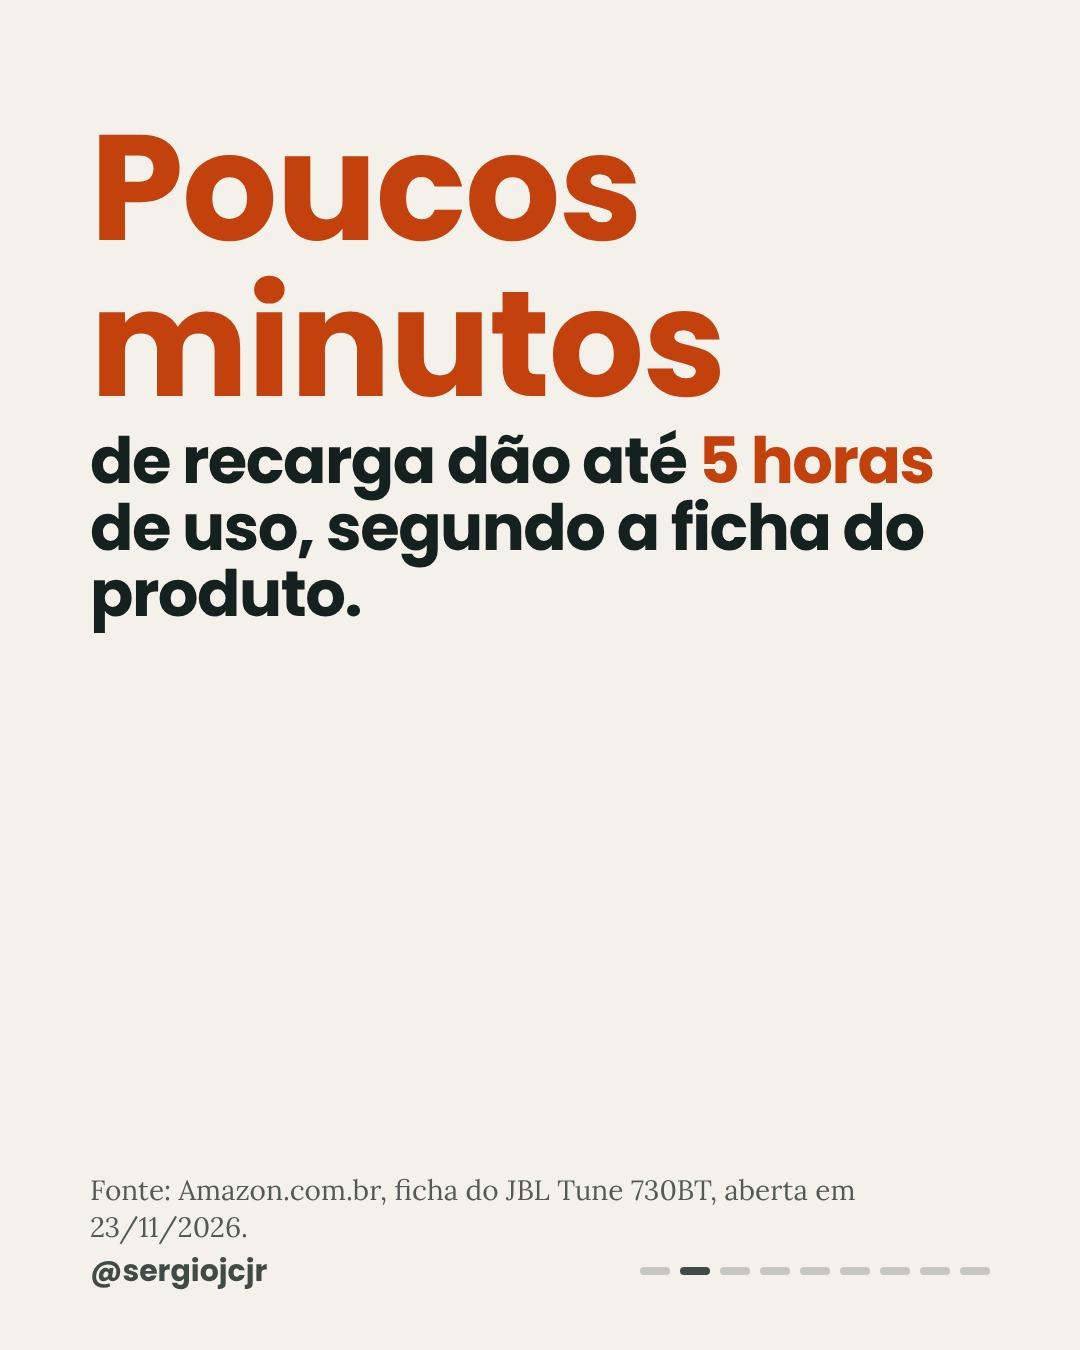 Poucos
minutos
de recarga dão até 5 horas
de uso, segundo a ficha do
produto.
Fonte: Amazon.com.br, ficha do JBL Tune 730BT, aberta em
23/11/2026.
@sergiojcjr